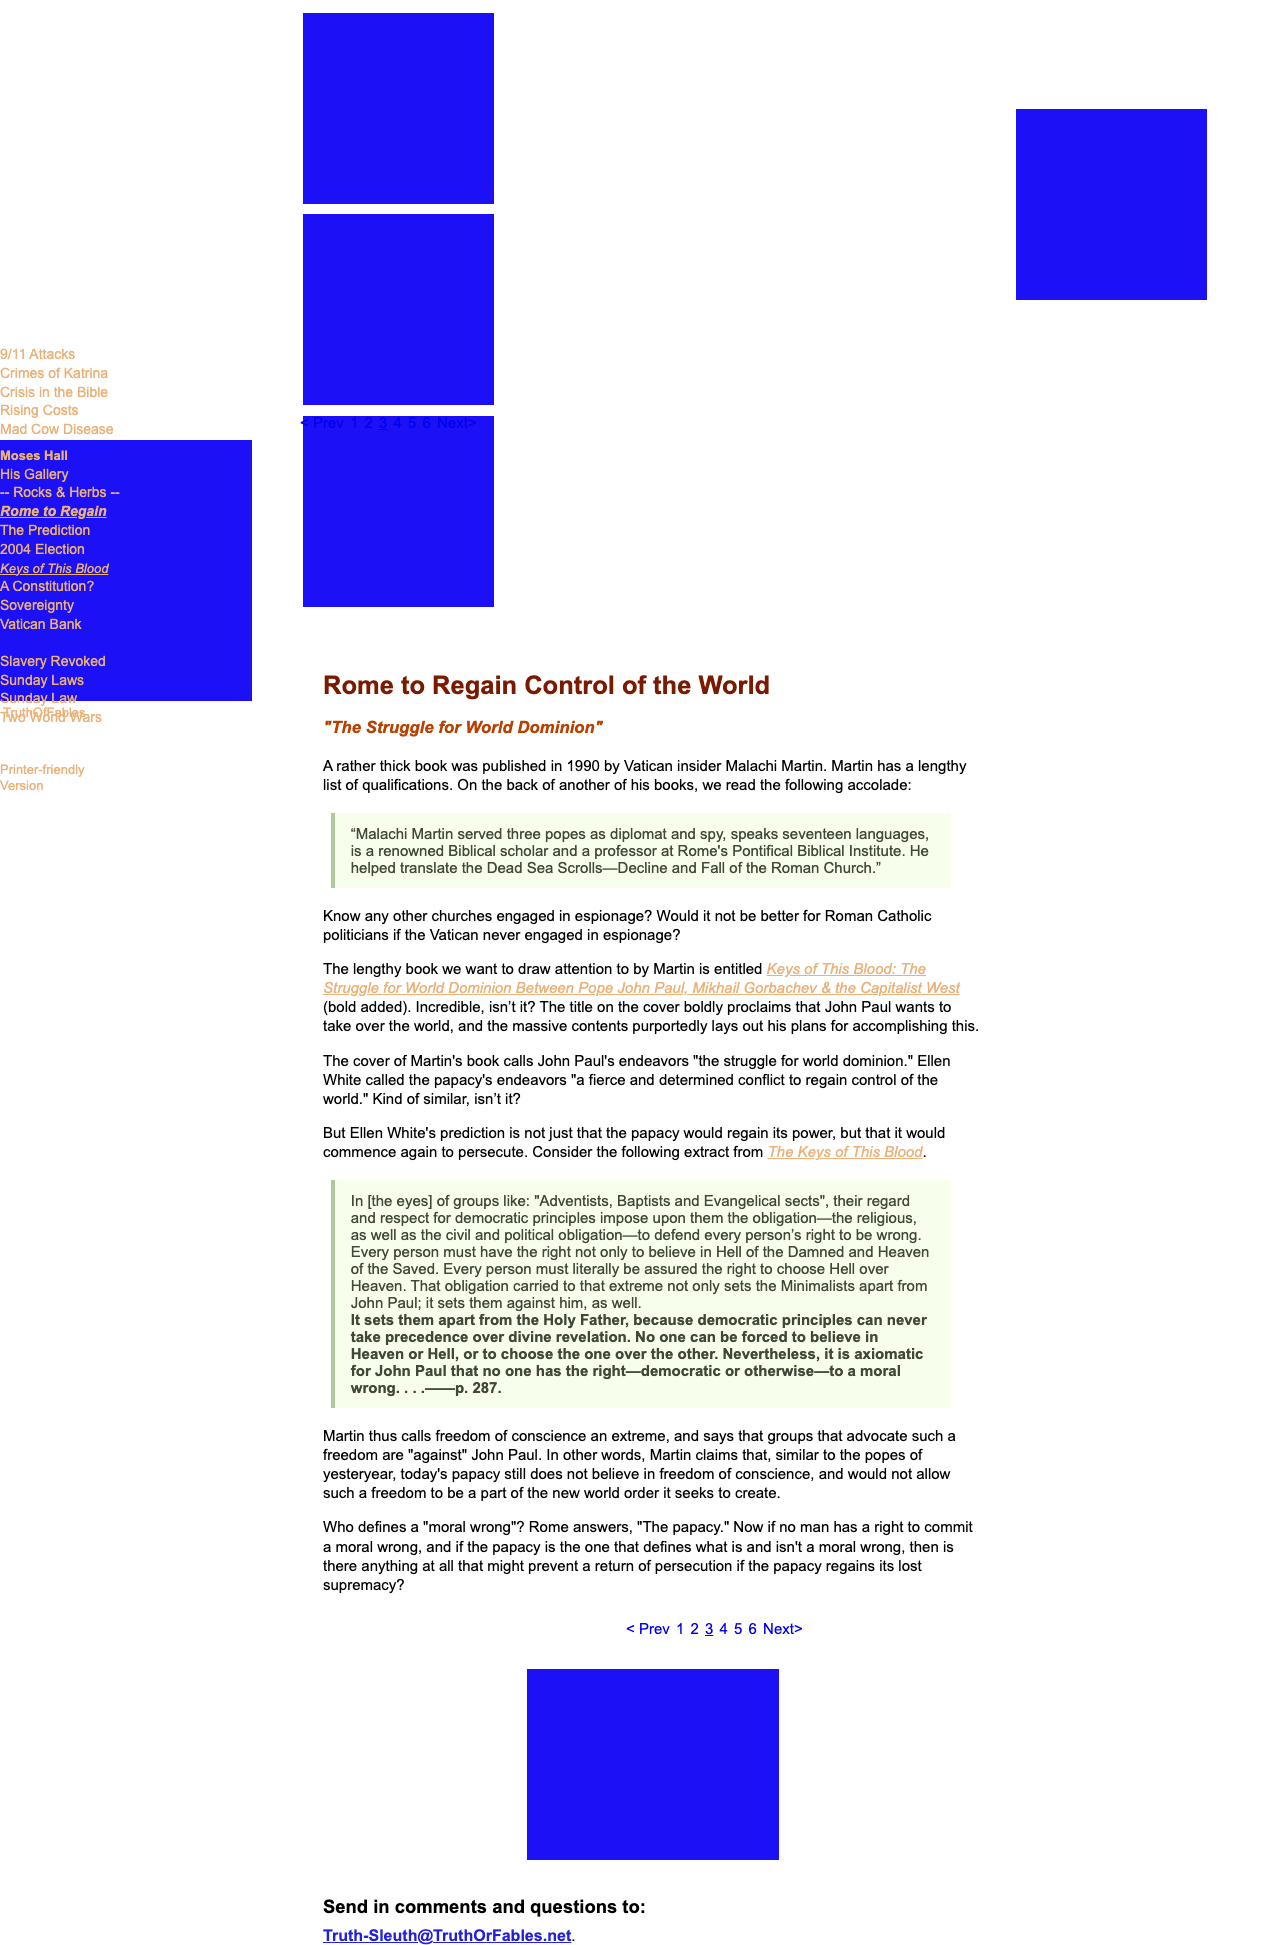 9/11 Attacks
Crimes of Katrina
Crisis in the Bible
Rising Costs
Mad Cow Disease
Moses Hall
His Gallery
-- Rocks & Herbs --
Rome to Regain
The Prediction
2004 Election
Keys of This Blood
A Constitution?
Sovereignty
Vatican Bank
Slavery Revoked
Sunday Laws
Sunday Law
TruthOfFables
Two World Wars
Printer-friendly
Version
< Prev 1 2 3 4 5 6 Next>
Rome to Regain Control of the World
"The Struggle for World Dominion"
A rather thick book was published in 1990 by Vatican insider Malachi Martin. Martin has a lengthy
list of qualifications. On the back of another of his books, we read the following accolade:
“Malachi Martin served three popes as diplomat and spy, speaks seventeen languages,
is a renowned Biblical scholar and a professor at Rome's Pontifical Biblical Institute. He
helped translate the Dead Sea Scrolls—Decline and Fall of the Roman Church.”
Know any other churches engaged in espionage? Would it not be better for Roman Catholic
politicians if the Vatican never engaged in espionage?
The lengthy book we want to draw attention to by Martin is entitled Keys of This Blood: The
Struggle for World Dominion Between Pope John Paul, Mikhail Gorbachev & the Capitalist West
(bold added). Incredible, isn’t it? The title on the cover boldly proclaims that John Paul wants to
take over the world, and the massive contents purportedly lays out his plans for accomplishing this.
The cover of Martin's book calls John Paul's endeavors "the struggle for world dominion." Ellen
White called the papacy's endeavors "a fierce and determined conflict to regain control of the
world." Kind of similar, isn’t it?
But Ellen White's prediction is not just that the papacy would regain its power, but that it would
commence again to persecute. Consider the following extract from The Keys of This Blood.
In [the eyes] of groups like: "Adventists, Baptists and Evangelical sects", their regard
and respect for democratic principles impose upon them the obligation—the religious,
as well as the civil and political obligation—to defend every person’s right to be wrong.
Every person must have the right not only to believe in Hell of the Damned and Heaven
of the Saved. Every person must literally be assured the right to choose Hell over
Heaven. That obligation carried to that extreme not only sets the Minimalists apart from
John Paul; it sets them against him, as well.
It sets them apart from the Holy Father, because democratic principles can never
take precedence over divine revelation. No one can be forced to believe in
Heaven or Hell, or to choose the one over the other. Nevertheless, it is axiomatic
for John Paul that no one has the right—democratic or otherwise—to a moral
wrong. . . .——p. 287.
Martin thus calls freedom of conscience an extreme, and says that groups that advocate such a
freedom are "against" John Paul. In other words, Martin claims that, similar to the popes of
yesteryear, today's papacy still does not believe in freedom of conscience, and would not allow
such a freedom to be a part of the new world order it seeks to create.
Who defines a "moral wrong"? Rome answers, "The papacy." Now if no man has a right to commit
a moral wrong, and if the papacy is the one that defines what is and isn't a moral wrong, then is
there anything at all that might prevent a return of persecution if the papacy regains its lost
supremacy?
< Prev 1 2 3 4 5 6 Next>
Send in comments and questions to:
Truth-Sleuth@TruthOrFables.net.